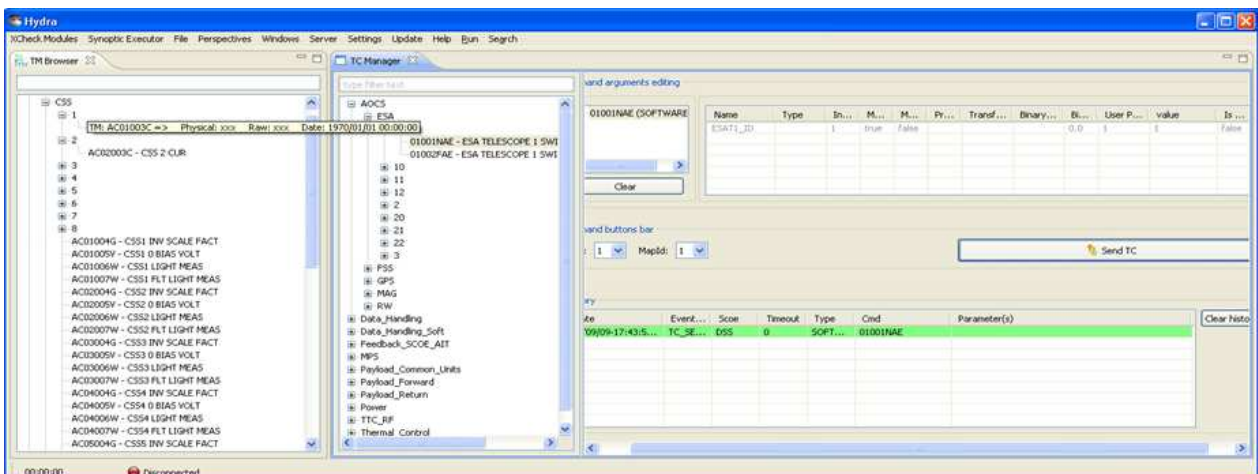 Hydra
XCheck Modules Synoptic Executor File Perspectives Windows Server Settings Update Help Run Search
TM Browser
TC Manager
type filter text
CSS
1
TM: AC01003C => Physical: xxx Raw: xxx Date: 1970/01/01 00:00:00
2
AC02003C - CSS 2 CUR
3
4
5
6
7
8
AC01004G - CSS1 INV SCALE FACT
AC01005V - CSS1 0 BIAS VOLT
AC01006W - CSS1 LIGHT MEAS
AC01007W - CSS1 FLT LIGHT MEAS
AC02004G - CSS2 INV SCALE FACT
AC02005V - CSS2 0 BIAS VOLT
AC02006W - CSS2 LIGHT MEAS
AC02007W - CSS2 FLT LIGHT MEAS
AC03004G - CSS3 INV SCALE FACT
AC03005V - CSS3 0 BIAS VOLT
AC03006W - CSS3 LIGHT MEAS
AC03007W - CSS3 FLT LIGHT MEAS
AC04004G - CSS4 INV SCALE FACT
AC04005V - CSS4 0 BIAS VOLT
AC04006W - CSS4 LIGHT MEAS
AC04007W - CSS4 FLT LIGHT MEAS
AC05004G - CSS5 INV SCALE FACT
AOCS
ESA
01001NAE - ESA TELESCOPE 1 SWI
01002FAE - ESA TELESCOPE 1 SWI
10
11
12
2
20
21
22
3
FSS
GPS
MAG
RW
Data_Handling
Data_Handling_Soft
Feedback_SCOE_AIT
MPS
Payload_Common_Units
Payload_Forward
Payload_Return
Power
TTC_RF
Thermal Control
and arguments editing
01001NAE (SOFTWARE
Clear
Name Type In... M... M... Pr... Transf... Binary... Bi... User P... value Is ...
ESAT1_ID 1 true false 0.0 1 1 false
and buttons bar
: 1 MapId: 1
Send TC
ry
te Event... Scoe Timeout Type Cmd Parameter(s)
/09/09-17:43:5... TC_SE... DSS 0 SOFT... 01001NAE
Clear histo
00:00:00 Disconnected